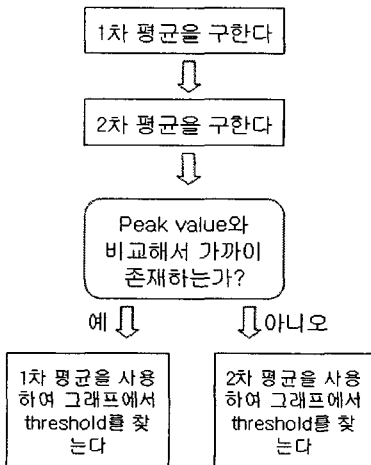 1차 평균을 구한다
2차 평균을 구한다
Peak value와
비교해서 가까이
존재하는가?
예
아니오
1차 평균을 사용
하여 그래프에서
threshold를 찾
는다
2차 평균을 사용
하여 그래프에서
threshold를 찾
는다